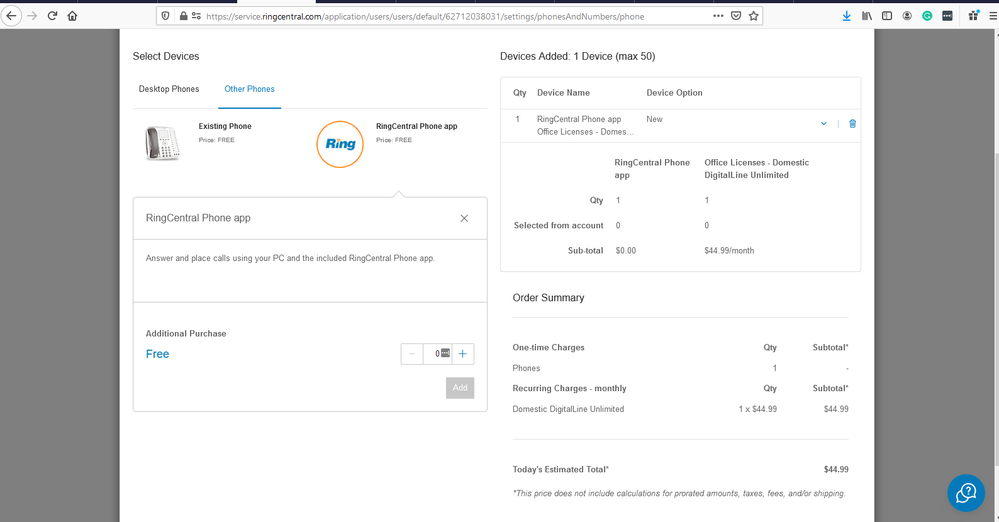 https://service.ringcentral.com/application/users/users/default/62712038031/settings/phonesAndNumbers/phone
Select Devices
Desktop Phones
Other Phones
Existing Phone
Price: FREE
Ring
RingCentral Phone app
Price: FREE
RingCentral Phone app
Answer and place calls using your PC and the included RingCentral Phone app.
Additional Purchase
Free
0
Add
Devices Added: 1 Device (max 50)
Qty Device Name Device Option
1 RingCentral Phone app New
Office Licenses - Domes...
RingCentral Phone Office Licenses - Domestic
app DigitalLine Unlimited
Qty 1 1
Selected from account 0 0
Sub-total $0.00 $44.99/month
Order Summary
One-time Charges Qty Subtotal*
Phones 1 -
Recurring Charges - monthly Qty Subtotal*
Domestic DigitalLine Unlimited 1 x $44.99 $44.99
Today's Estimated Total* $44.99
*This price does not include calculations for prorated amounts, taxes, fees, and/or shipping.